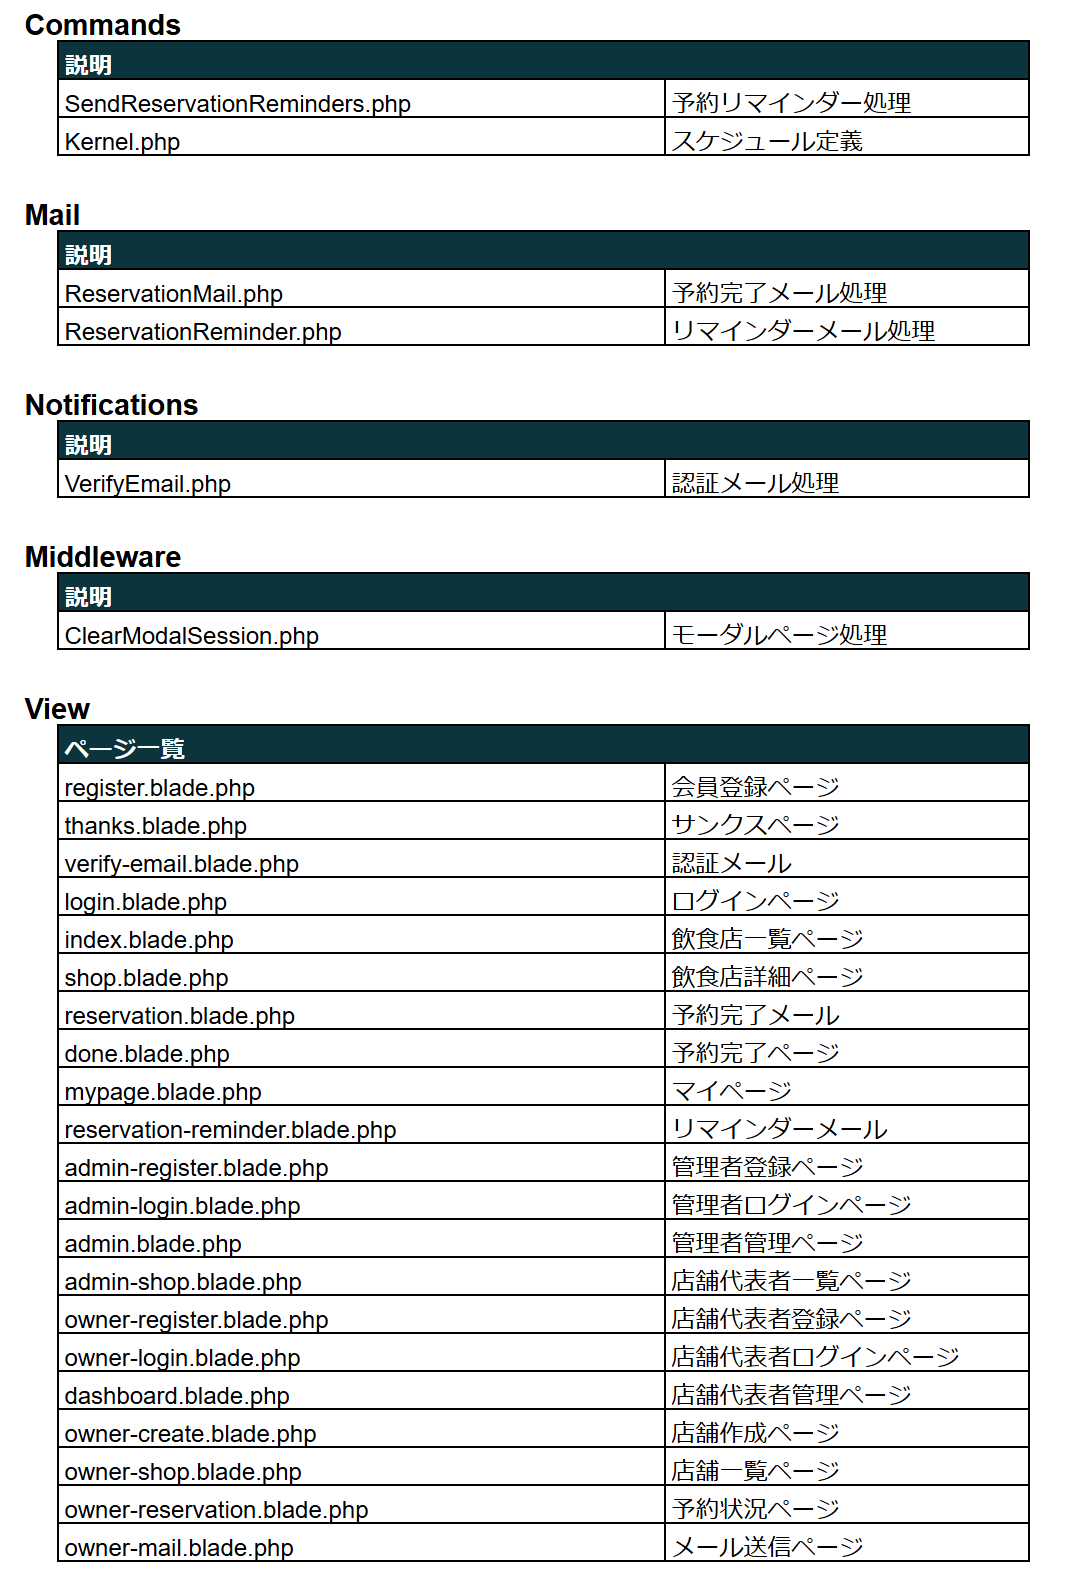 Commands
説明
SendReservationReminders.php 予約リマインダー処理
Kernel.php スケジュール定義
Mail
説明
ReservationMail.php 予約完了メール処理
ReservationReminder.php リマインダーメール処理
Notifications
説明
VerifyEmail.php 認証メール処理
Middleware
説明
ClearModalSession.php モーダルページ処理
View
ページ一覧
register.blade.php 会員登録ページ
thanks.blade.php サンクスページ
verify-email.blade.php 認証メール
login.blade.php ログインページ
index.blade.php 飲食店一覧ページ
shop.blade.php 飲食店詳細ページ
reservation.blade.php 予約完了メール
done.blade.php 予約完了ページ
mypage.blade.php マイページ
reservation-reminder.blade.php リマインダーメール
admin-register.blade.php 管理者登録ページ
admin-login.blade.php 管理者ログインページ
admin.blade.php 管理者管理ページ
admin-shop.blade.php 店舗代表者一覧ページ
owner-register.blade.php 店舗代表者登録ページ
owner-login.blade.php 店舗代表者ログインページ
dashboard.blade.php 店舗代表者管理ページ
owner-create.blade.php 店舗作成ページ
owner-shop.blade.php 店舗一覧ページ
owner-reservation.blade.php 予約状況ページ
owner-mail.blade.php メール送信ページ